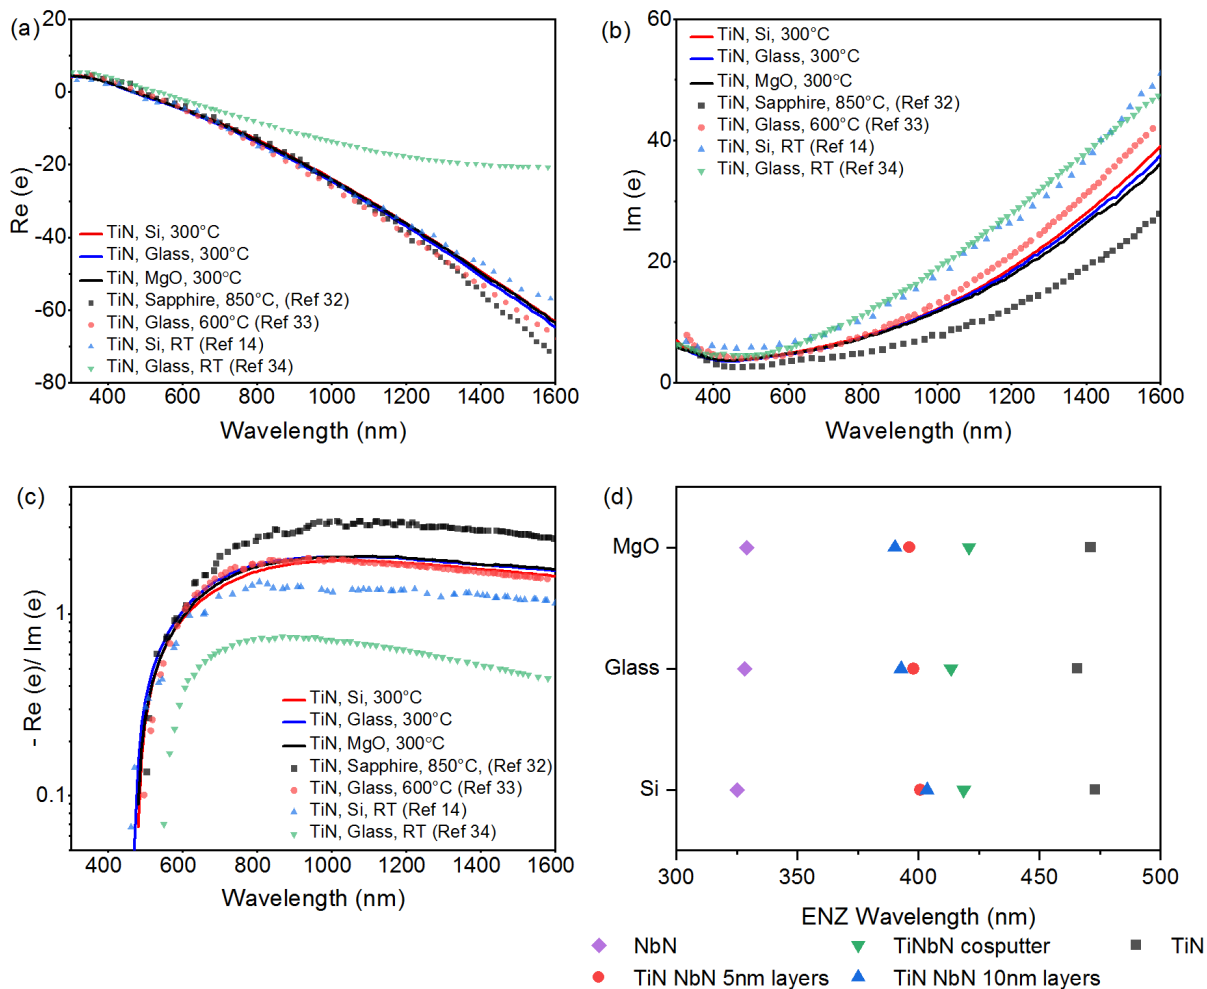 (a)
20
0
-20
-40
-60
-80
Re (e)
TiN, Si, 300°C
TiN, Glass, 300°C
TiN, MgO, 300°C
TiN, Sapphire, 850°C, (Ref 32)
TiN, Glass, 600°C (Ref 33)
TiN, Si, RT (Ref 14)
TiN, Glass, RT (Ref 34)
400 600 800 1000 1200 1400 1600
Wavelength (nm)
(b)
60
40
20
0
Im (e)
TiN, Si, 300°C
TiN, Glass, 300°C
TiN, MgO, 300°C
TiN, Sapphire, 850°C, (Ref 32)
TiN, Glass, 600°C (Ref 33)
TiN, Si, RT (Ref 14)
TiN, Glass, RT (Ref 34)
400 600 800 1000 1200 1400 1600
Wavelength (nm)
(c)
1
0.1
- Re (e)/ Im (e)
TiN, Si, 300°C
TiN, Glass, 300°C
TiN, MgO, 300°C
TiN, Sapphire, 850°C, (Ref 32)
TiN, Glass, 600°C (Ref 33)
TiN, Si, RT (Ref 14)
TiN, Glass, RT (Ref 34)
400 600 800 1000 1200 1400 1600
Wavelength (nm)
(d)
MgO
Glass
Si
300 350 400 450 500
ENZ Wavelength (nm)
NbN TiNbN cosputter TiN
TiN NbN 5nm layers TiN NbN 10nm layers